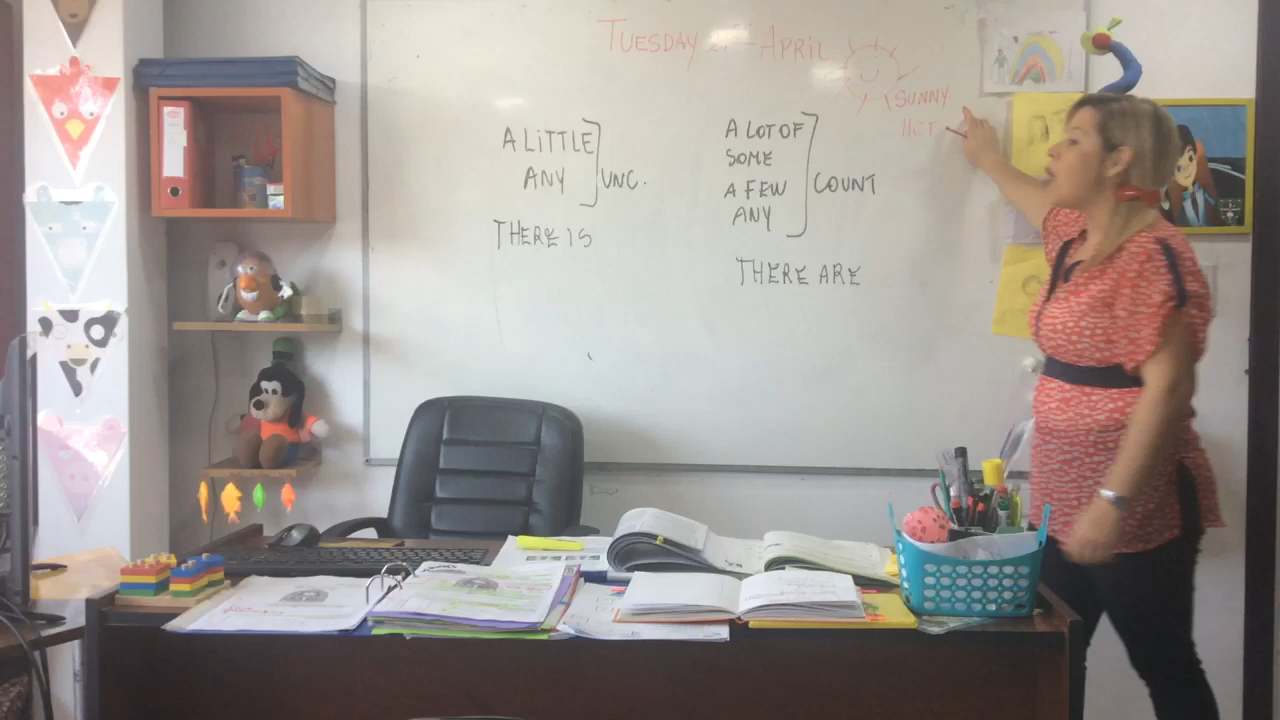 TUESDAY APRIL
SUNNY
HOT
A LITTLE
ANY
UNC.
THERE IS
A LOT OF
SOME
A FEW
ANY
COUNT
THERE ARE